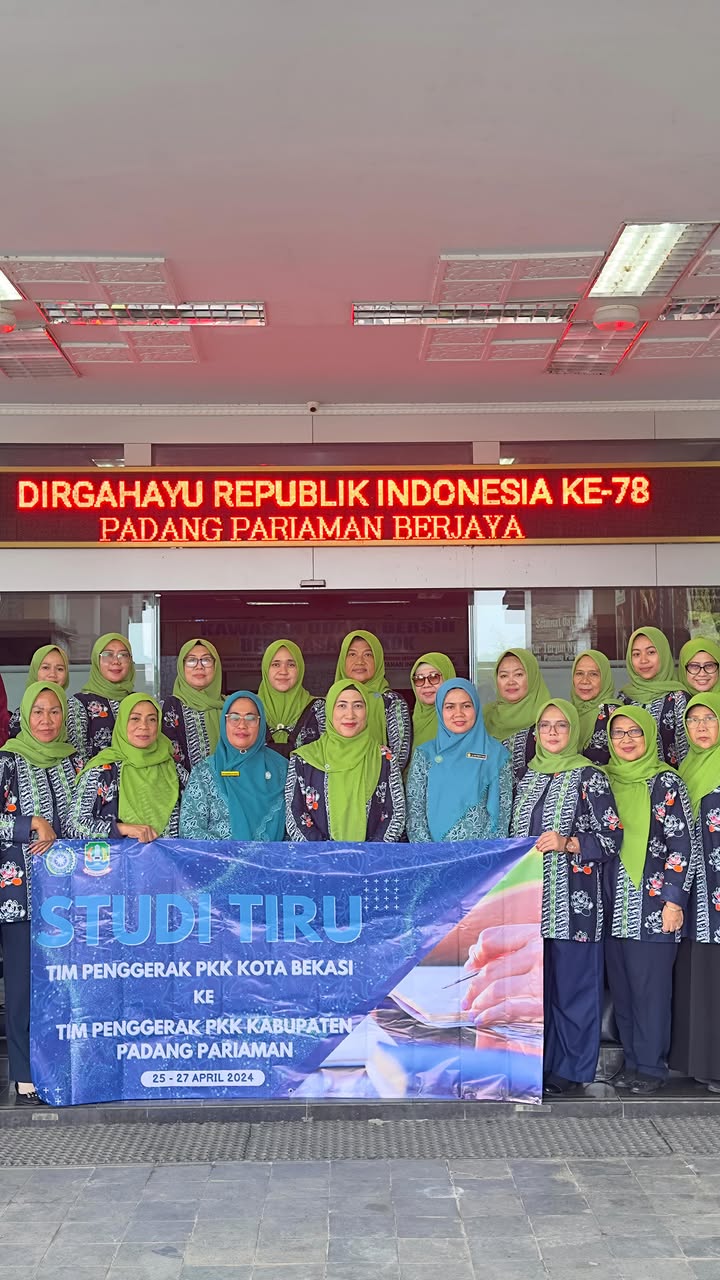 DIRGAHAYU REPUBLIK INDONESIA KE-78
PADANG PARIAMAN BERJAYA
STUDI TIRU
TIM PENGGERAK PKK KOTA BEKASI
KE
TIM PENGGERAK PKK KABUPATEN
PADANG PARIAMAN
25 - 27 APRIL 2024